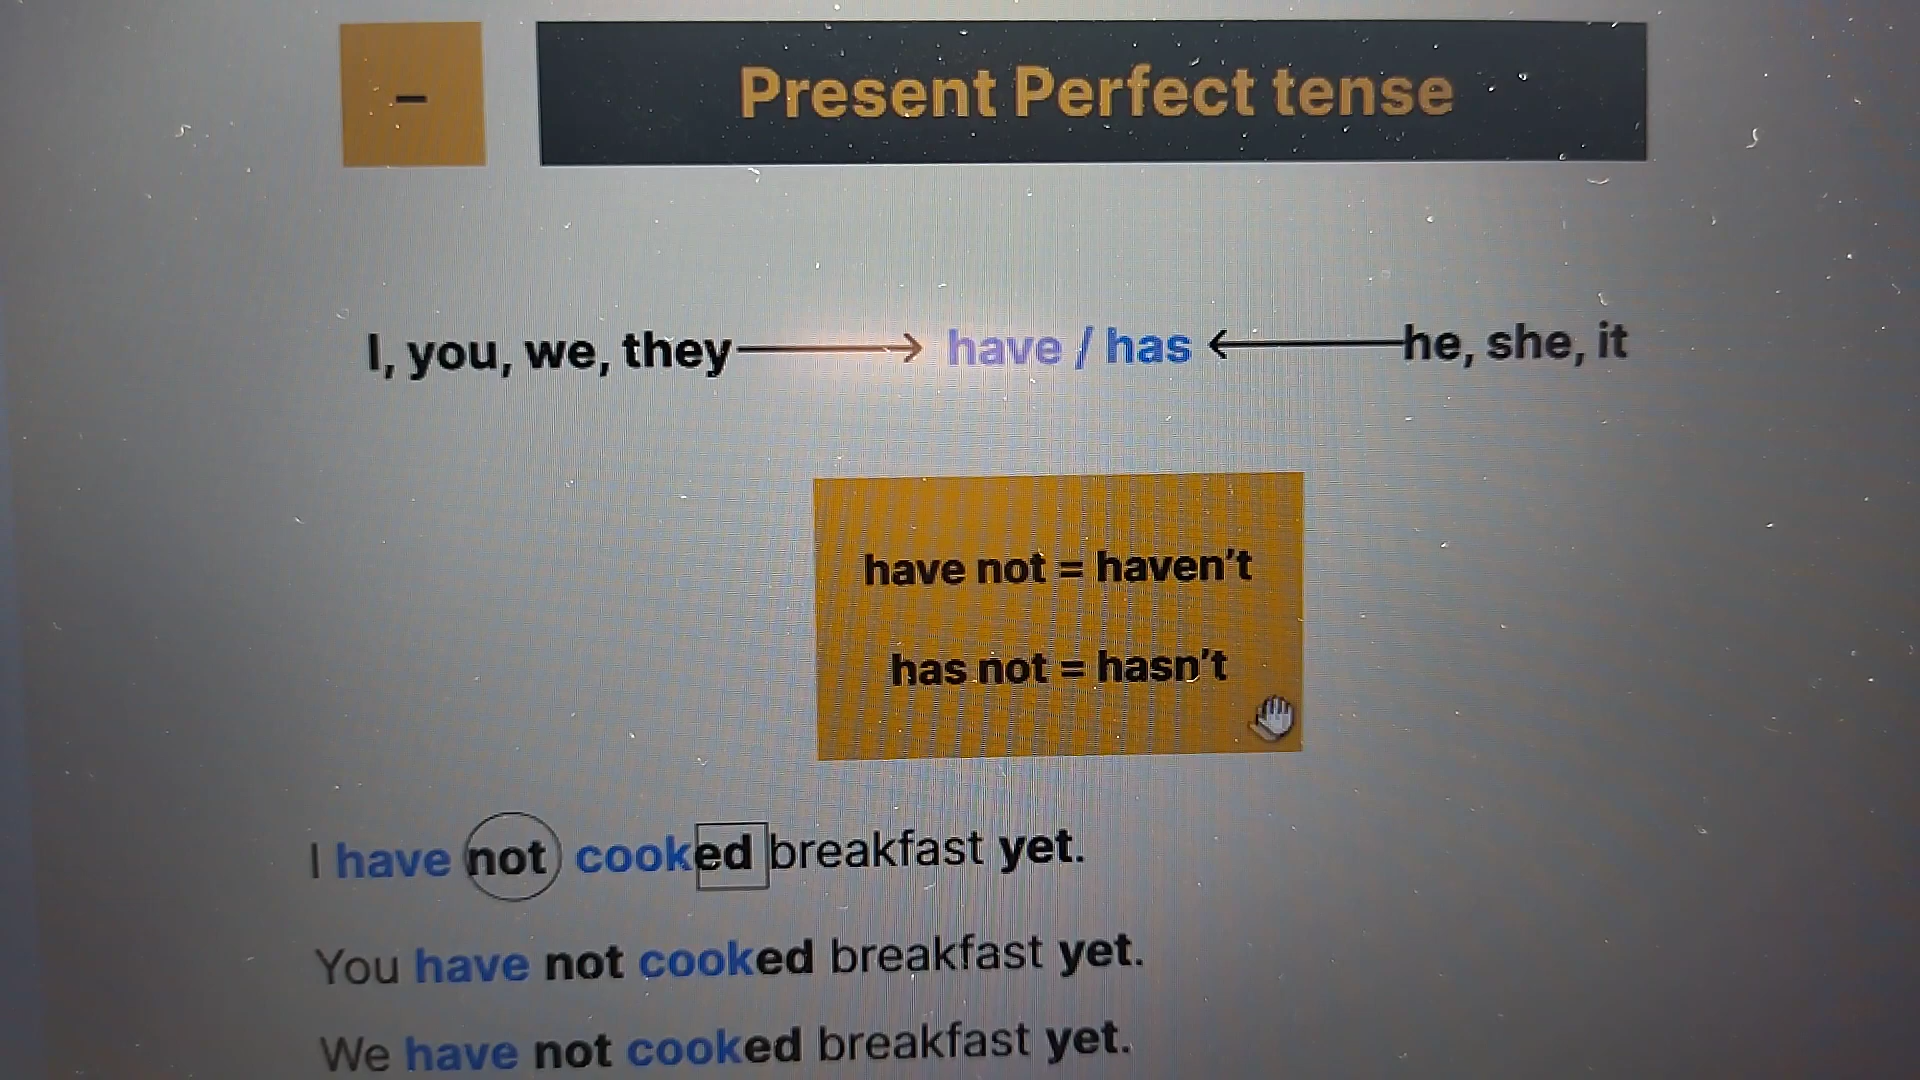 –
Present Perfect tense
I, you, we, they → have / has ← he, she, it
have not = haven't
has not = hasn't
I have not cooked breakfast yet.
You have not cooked breakfast yet.
We have not cooked breakfast yet.